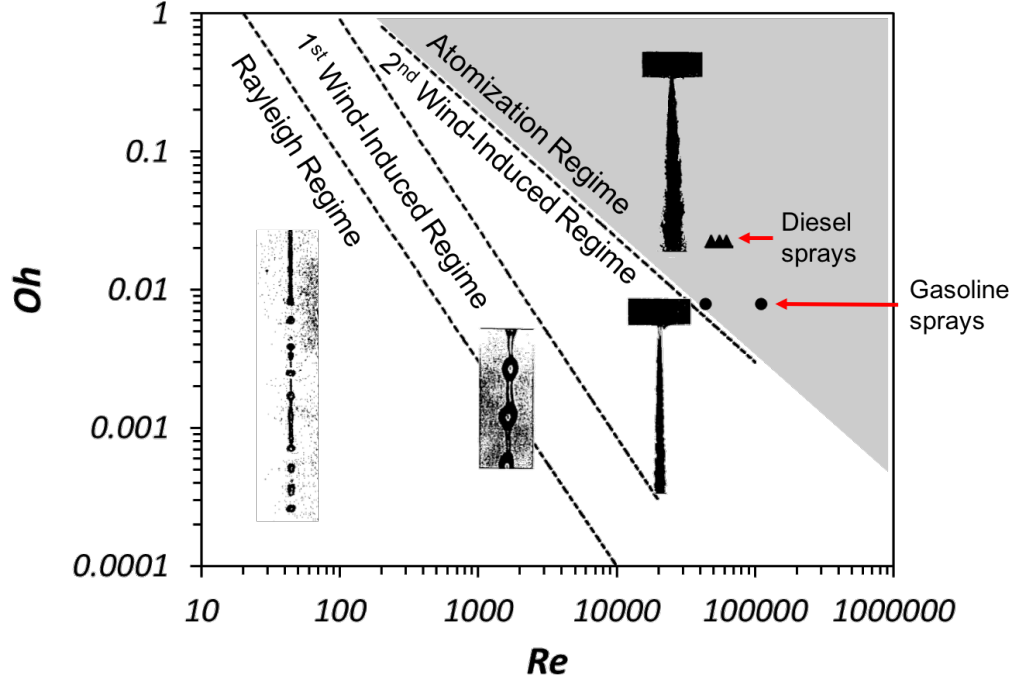 1
0.1
0.01
0.001
0.0001
Oh
Rayleigh Regime
1st Wind-Induced Regime
2nd Wind-Induced Regime
Atomization Regime
Diesel
sprays
Gasoline
sprays
10
100
1000
10000
100000
1000000
Re